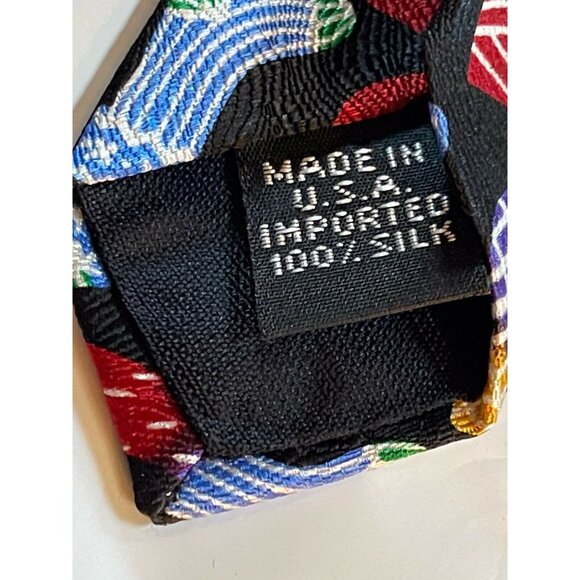 MADE IN
U.S.A.
IMPORTED
100% SILK